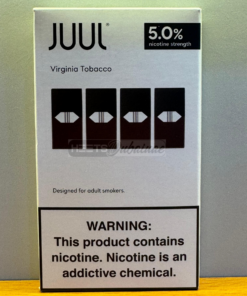 JUUL
5.0%
nicotine strength
Virginia Tobacco
Designed for adult smokers.
WARNING:
This product contains
nicotine. Nicotine is an
addictive chemical.